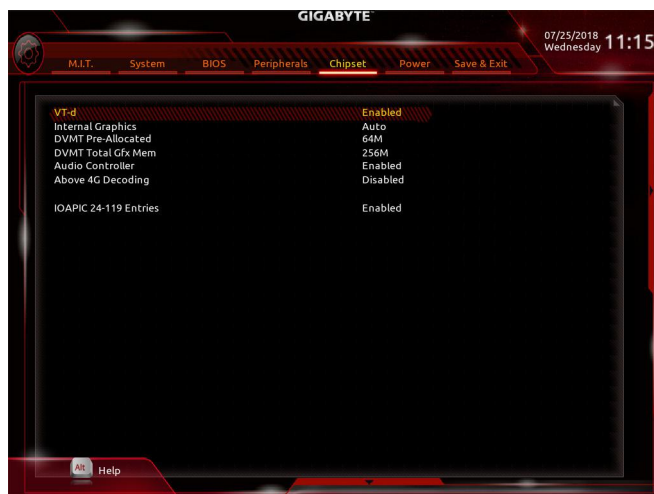 GIGABYTE™
07/25/2018
Wednesday 11:15
M.I.T. System BIOS Peripherals Chipset Power Save & Exit
VT-d Enabled
Internal Graphics Auto
DVMT Pre-Allocated 64M
DVMT Total Gfx Mem 256M
Audio Controller Enabled
Above 4G Decoding Disabled
IOAPIC 24-119 Entries Enabled
Alt Help